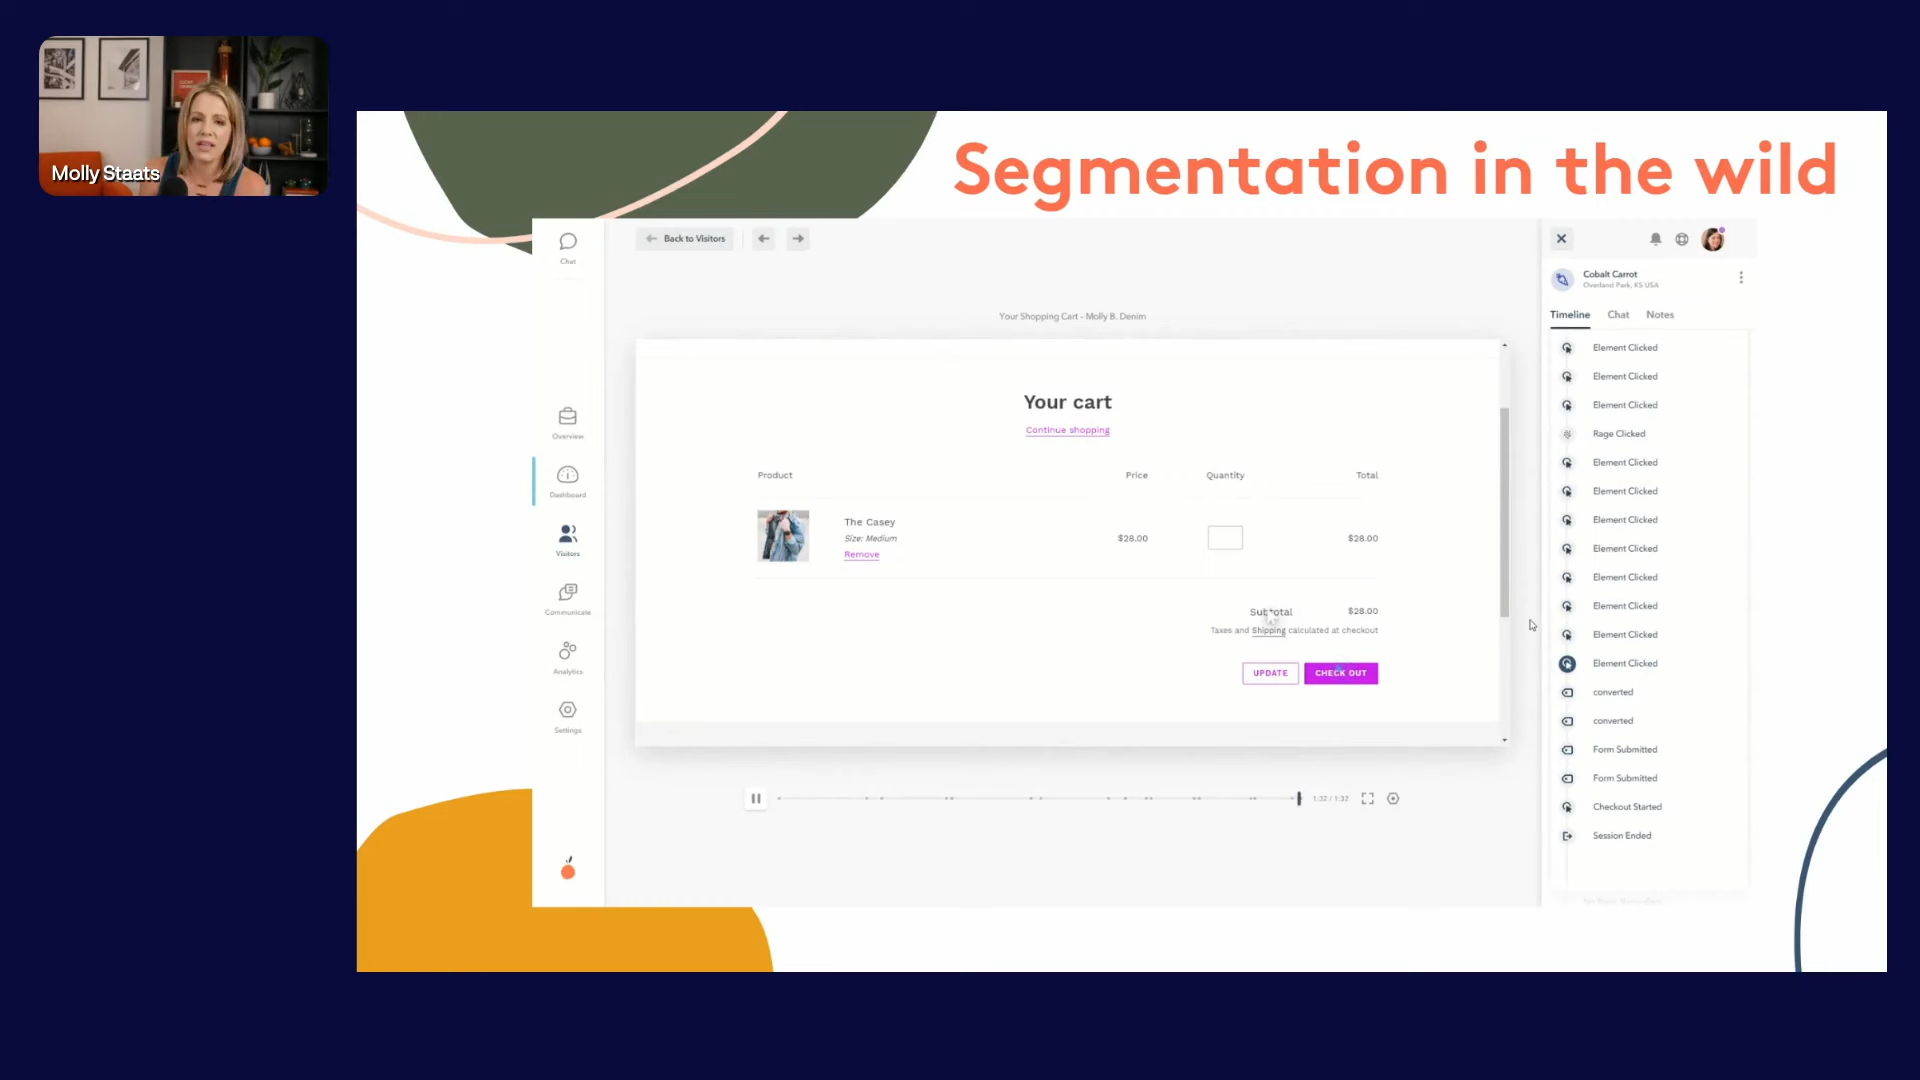 Molly Staats
Segmentation in the wild
Chat
Back to Visitors
Cobalt Carrot
Overland Park, KS USA
Timeline Chat Notes
Your Shopping Cart - Molly B. Denim
Your cart
Continue shopping
Product Price Quantity Total
The Casey
Size: Medium
Remove
$28.00
$28.00
Subtotal $28.00
Taxes and Shipping calculated at checkout
UPDATE CHECK OUT
1:32 / 1:32
Overview
Dashboard
Visitors
Communicate
Analytics
Settings
Element Clicked
Element Clicked
Element Clicked
Rage Clicked
Element Clicked
Element Clicked
Element Clicked
Element Clicked
Element Clicked
Element Clicked
Element Clicked
Element Clicked
converted
converted
Form Submitted
Form Submitted
Checkout Started
Session Ended